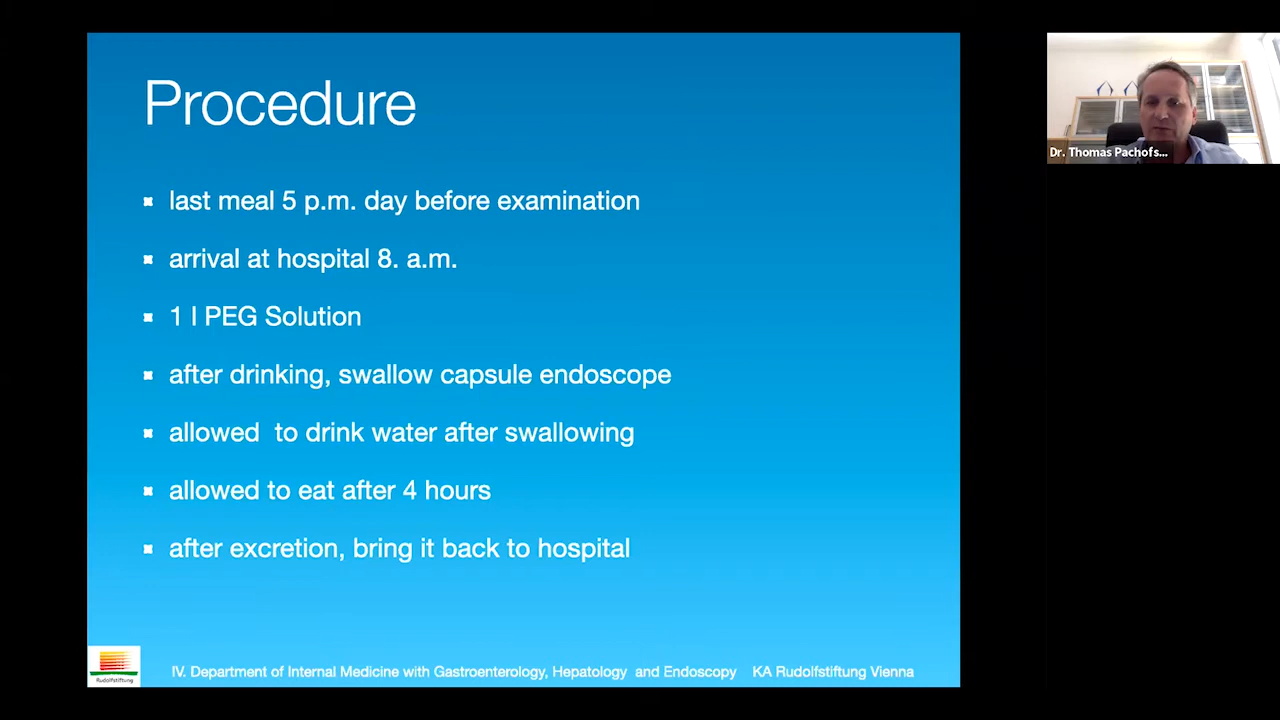 Procedure
last meal 5 p.m. day before examination
arrival at hospital 8. a.m.
1 l PEG Solution
after drinking, swallow capsule endoscope
allowed  to drink water after swallowing
allowed to eat after 4 hours
after excretion, bring it back to hospital
Rudolfstiftung
IV. Department of Internal Medicine with Gastroenterology, Hepatology  and Endoscopy    KA Rudolfstiftung Vienna
Dr. Thomas Pachofs...